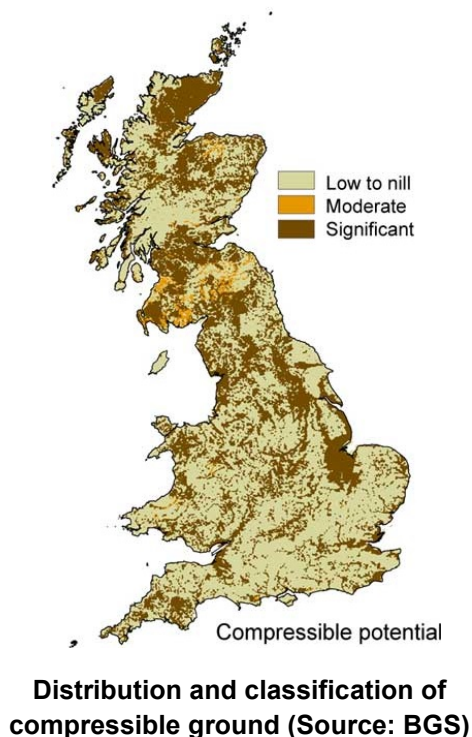 Low to nill
Moderate
Significant
Compressible potential
Distribution and classification of
compressible ground (Source: BGS)